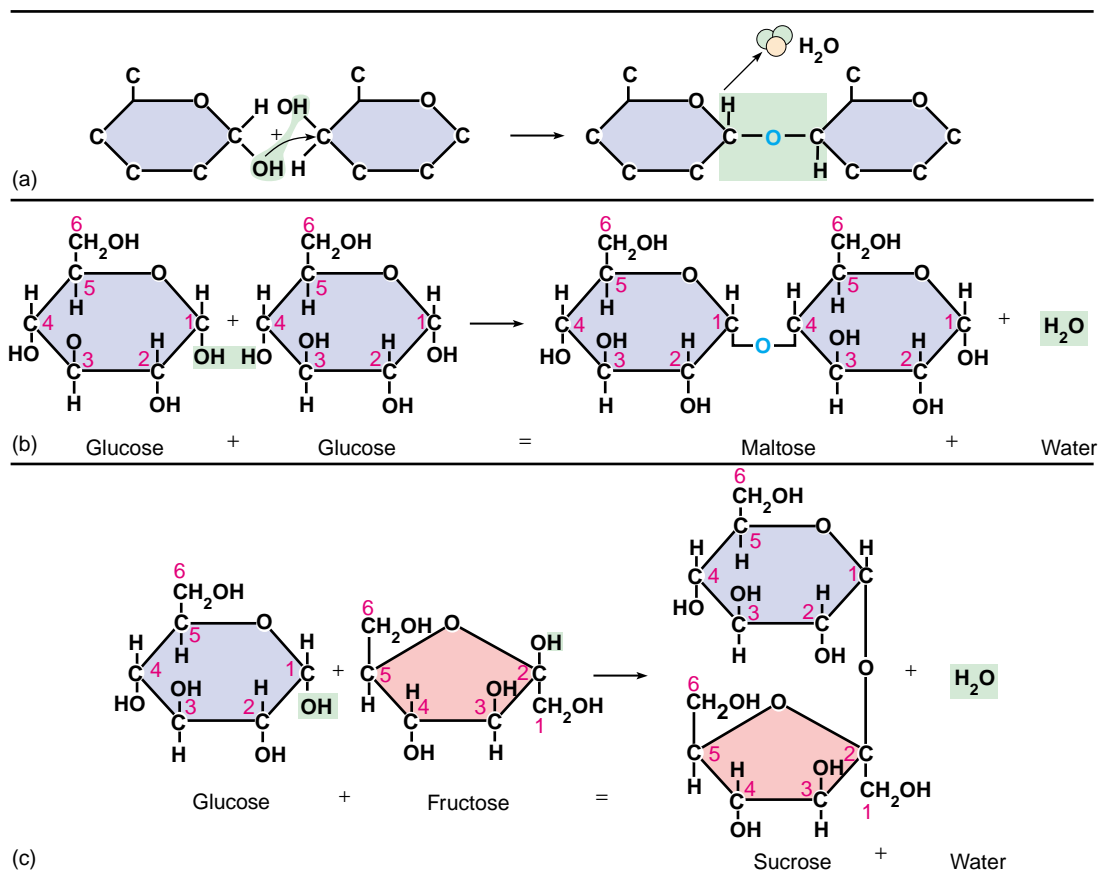 H₂O
C C C C
O H OH O O H O
C C + C C C C O C C
C C OH H C C C C H C C
(a)
6 6 6 6
CH₂OH CH₂OH CH₂OH CH₂OH
C O C O C O C O
5 5 5 5
H H H H H H H H
H H H H
C 4 1 C + C 4 1 C C 4 1 C C 4 1 C + H₂O
HO O H OH HO OH H OH HO OH H O OH H OH
3 2 3 2 3 2 3 2
C C C C C C C C
H OH H OH H OH H OH
(b) Glucose + Glucose = Maltose + Water
6
CH₂OH
C O
5
H H H
C 4 1 C
HO OH H
3 2
C C
H OH
6
CH₂OH
C O
5
H H H
C 4 1 C
HO OH H OH
3 2
C C
H OH
+
6
CH₂OH O OH
C 5 2 C
H H OH CH₂OH
4 3 1
C C
OH H
O + H₂O
6
CH₂OH O
C 5 2 C
H H OH CH₂OH
4 3 1
C C
OH H
Glucose + Fructose =
(c) Sucrose + Water